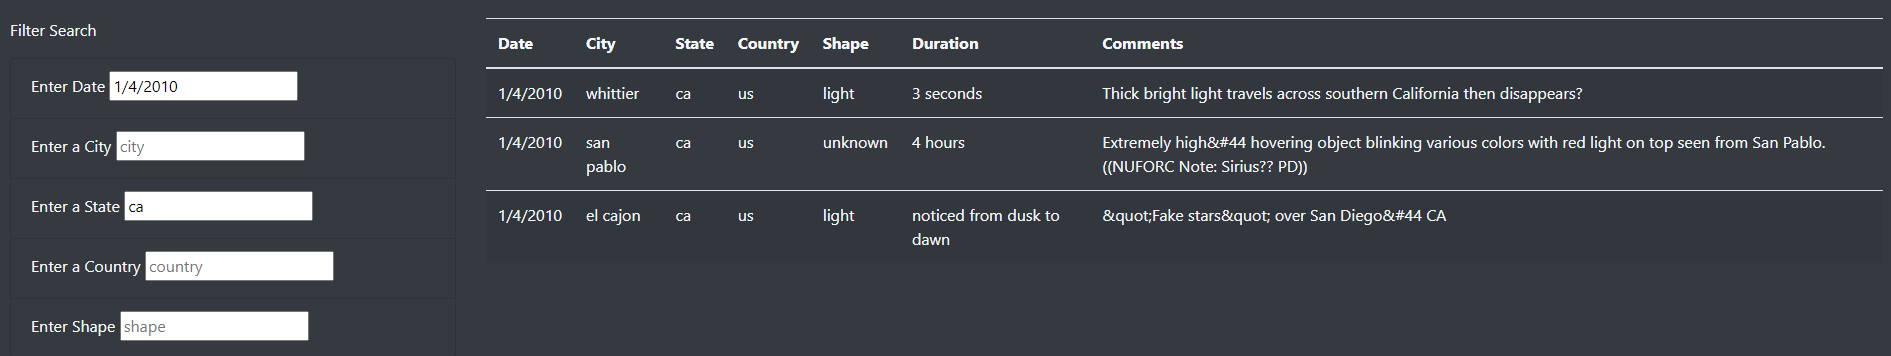 Filter Search
Enter Date 1/4/2010
Enter a City city
Enter a State ca
Enter a Country country
Enter Shape shape
Date City State Country Shape Duration Comments
1/4/2010 whittier ca us light 3 seconds Thick bright light travels across southern California then disappears?
1/4/2010 san ca us unknown 4 hours Extremely high&#44 hovering object blinking various colors with red light on top seen from San Pablo.
pablo ((NUFORC Note: Sirius?? PD))
1/4/2010 el cajon ca us light noticed from dusk to &quot;Fake stars&quot; over San Diego&#44 CA
dawn